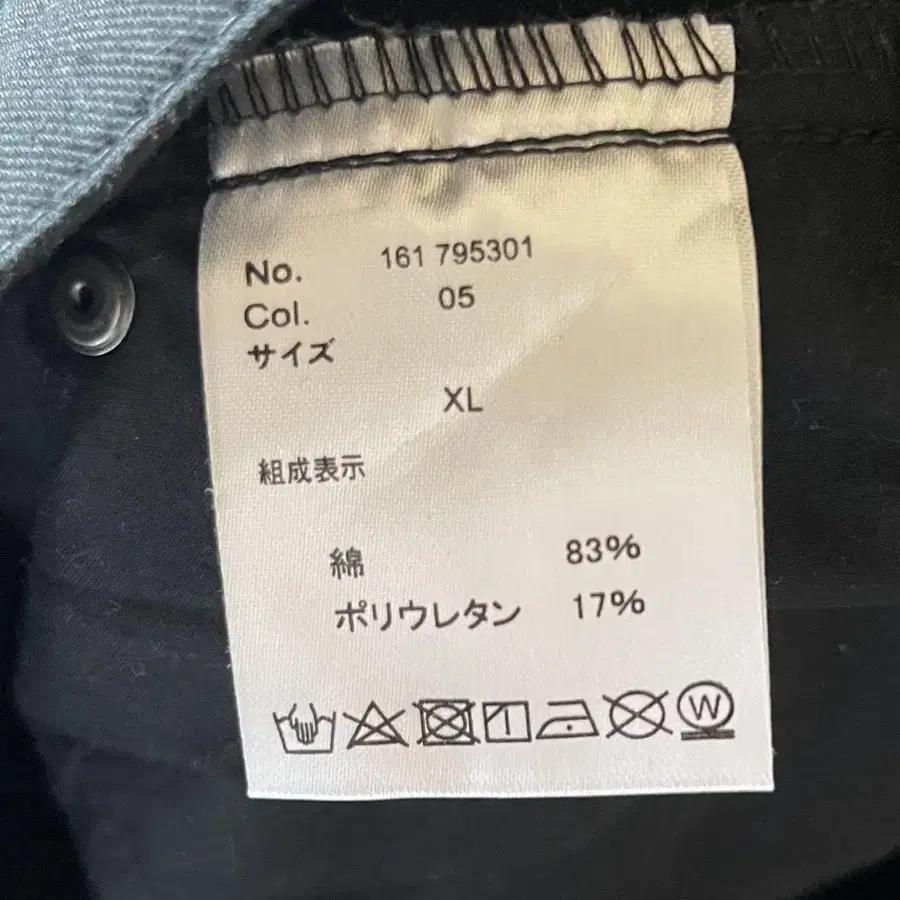 No. 161 795301
Col. 05
サイズ
XL
組成表示
綿 83%
ポリウレタン 17%
W